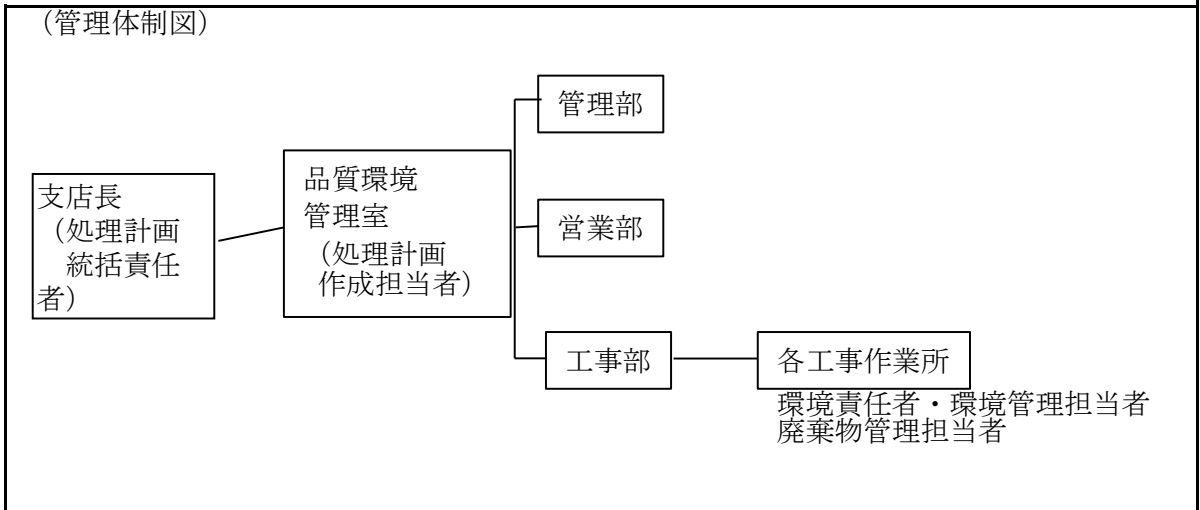 （管理体制図）
管理部
支店長
（処理計画
統括責任
者）
品質環境
管理室
（処理計画
作成担当者）
営業部
工事部
各工事作業所
環境責任者・環境管理担当者
廃棄物管理担当者